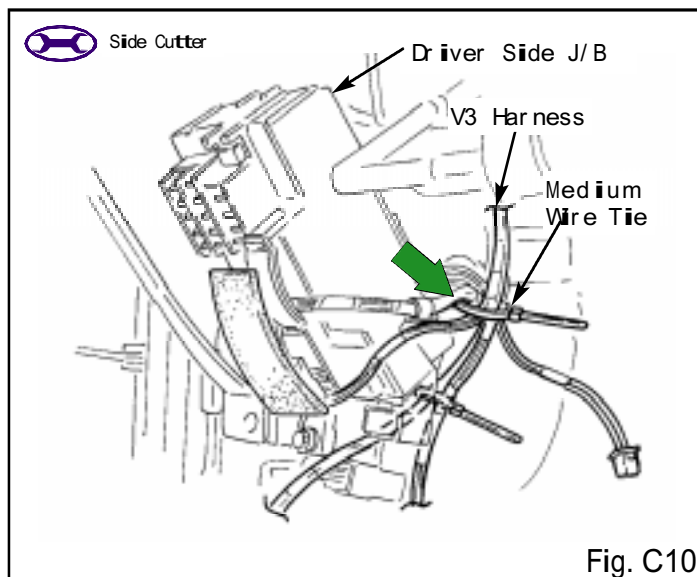 Side Cutter
Driver Side J/B
V3 Harness
Medium
Wire Tie
Fig. C10